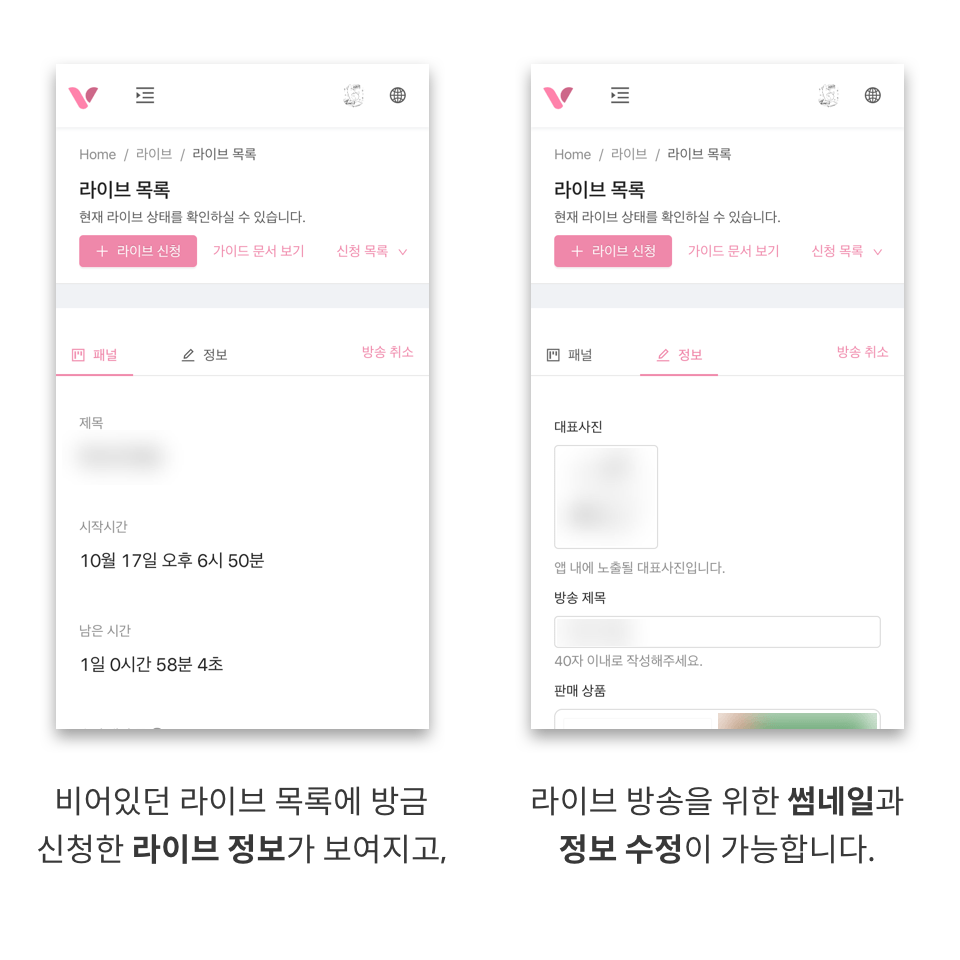 Home / 라이브 / 라이브 목록
라이브 목록
현재 라이브 상태를 확인하실 수 있습니다.
+ 라이브 신청 가이드 문서 보기 신청 목록
패널 정보 방송 취소
제목
시작시간
10월 17일 오후 6시 50분
남은 시간
1일 0시간 58분 4초
비어있던 라이브 목록에 방금
신청한 라이브 정보가 보여지고,
Home / 라이브 / 라이브 목록
라이브 목록
현재 라이브 상태를 확인하실 수 있습니다.
+ 라이브 신청 가이드 문서 보기 신청 목록
패널 정보 방송 취소
대표사진
앱 내에 노출될 대표사진입니다.
방송 제목
40자 이내로 작성해주세요.
판매 상품
라이브 방송을 위한 썸네일과
정보 수정이 가능합니다.